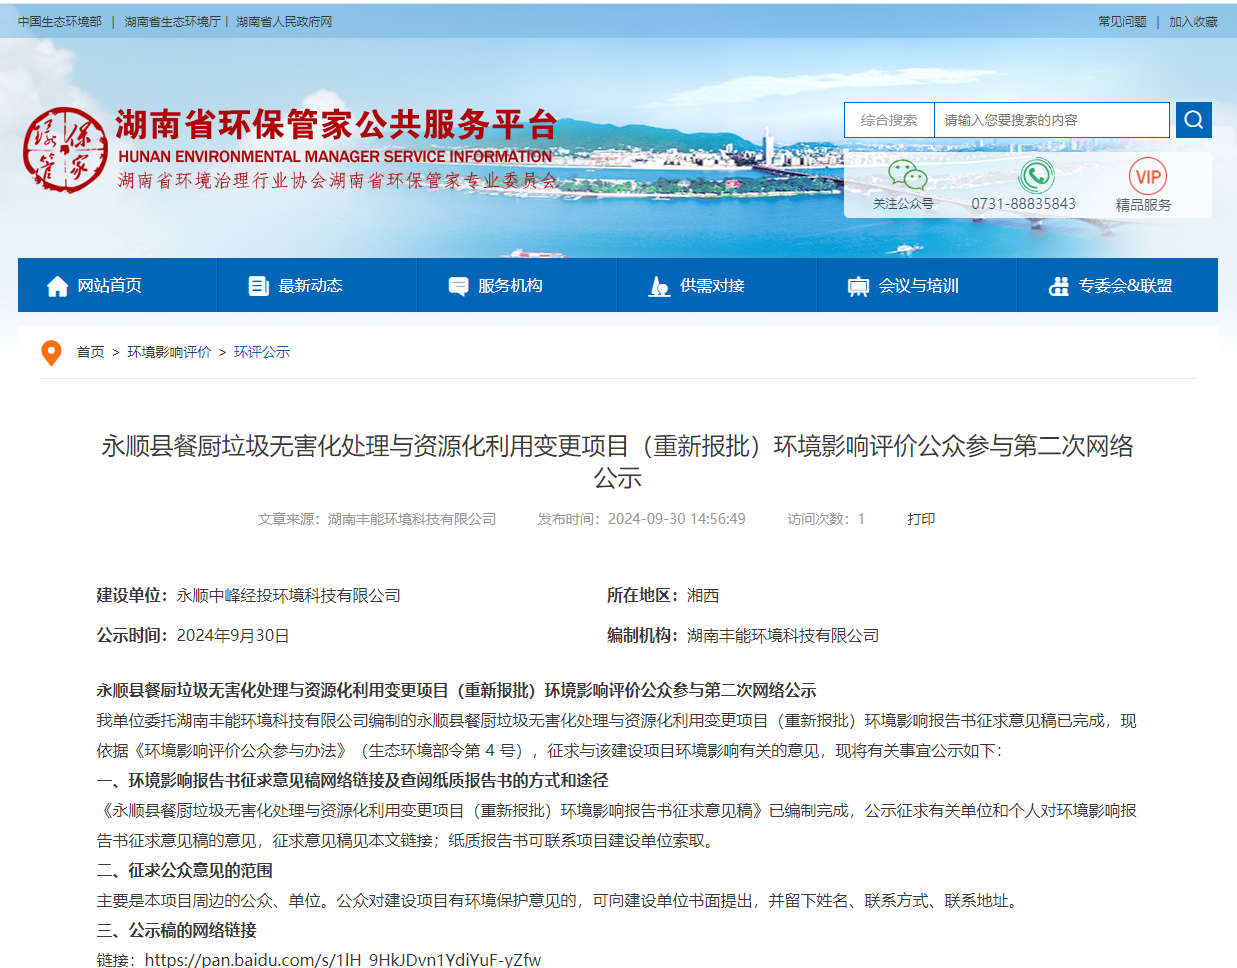 中国生态环境部 | 湖南省生态环境厅 | 湖南省人民政府网
常见问题 | 加入收藏
环保管家
湖南省环保管家公共服务平台
HUNAN ENVIRONMENTAL MANAGER SERVICE INFORMATION
湖南省环境治理行业协会湖南省环保管家专业委员会
综合搜索 请输入您要搜索的内容
VIP
关注公众号 0731-88835843 精品服务
网站首页 最新动态 服务机构 供需对接 会议与培训 专委会&联盟
首页 > 环境影响评价 > 环评公示
永顺县餐厨垃圾无害化处理与资源化利用变更项目（重新报批）环境影响评价公众参与第二次网络
公示
文章来源：湖南丰能环境科技有限公司 发布时间：2024-09-30 14:56:49 访问次数：1 打印
建设单位：永顺中峰经投环境科技有限公司 所在地区：湘西
公示时间：2024年9月30日 编制机构：湖南丰能环境科技有限公司
永顺县餐厨垃圾无害化处理与资源化利用变更项目（重新报批）环境影响评价公众参与第二次网络公示
我单位委托湖南丰能环境科技有限公司编制的永顺县餐厨垃圾无害化处理与资源化利用变更项目（重新报批）环境影响报告书征求意见稿已完成，现
依据《环境影响评价公众参与办法》（生态环境部令第 4 号），征求与该建设项目环境影响有关的意见，现将有关事宜公示如下：
一、环境影响报告书征求意见稿网络链接及查阅纸质报告书的方式和途径
《永顺县餐厨垃圾无害化处理与资源化利用变更项目（重新报批）环境影响报告书征求意见稿》已编制完成，公示征求有关单位和个人对环境影响报
告书征求意见稿的意见，征求意见稿见本文链接；纸质报告书可联系项目建设单位索取。
二、征求公众意见的范围
主要是本项目周边的公众、单位。公众对建设项目有环境保护意见的，可向建设单位书面提出，并留下姓名、联系方式、联系地址。
三、公示稿的网络链接
链接：https://pan.baidu.com/s/1lH_9HkJDvn1YdiYuF-yZfw